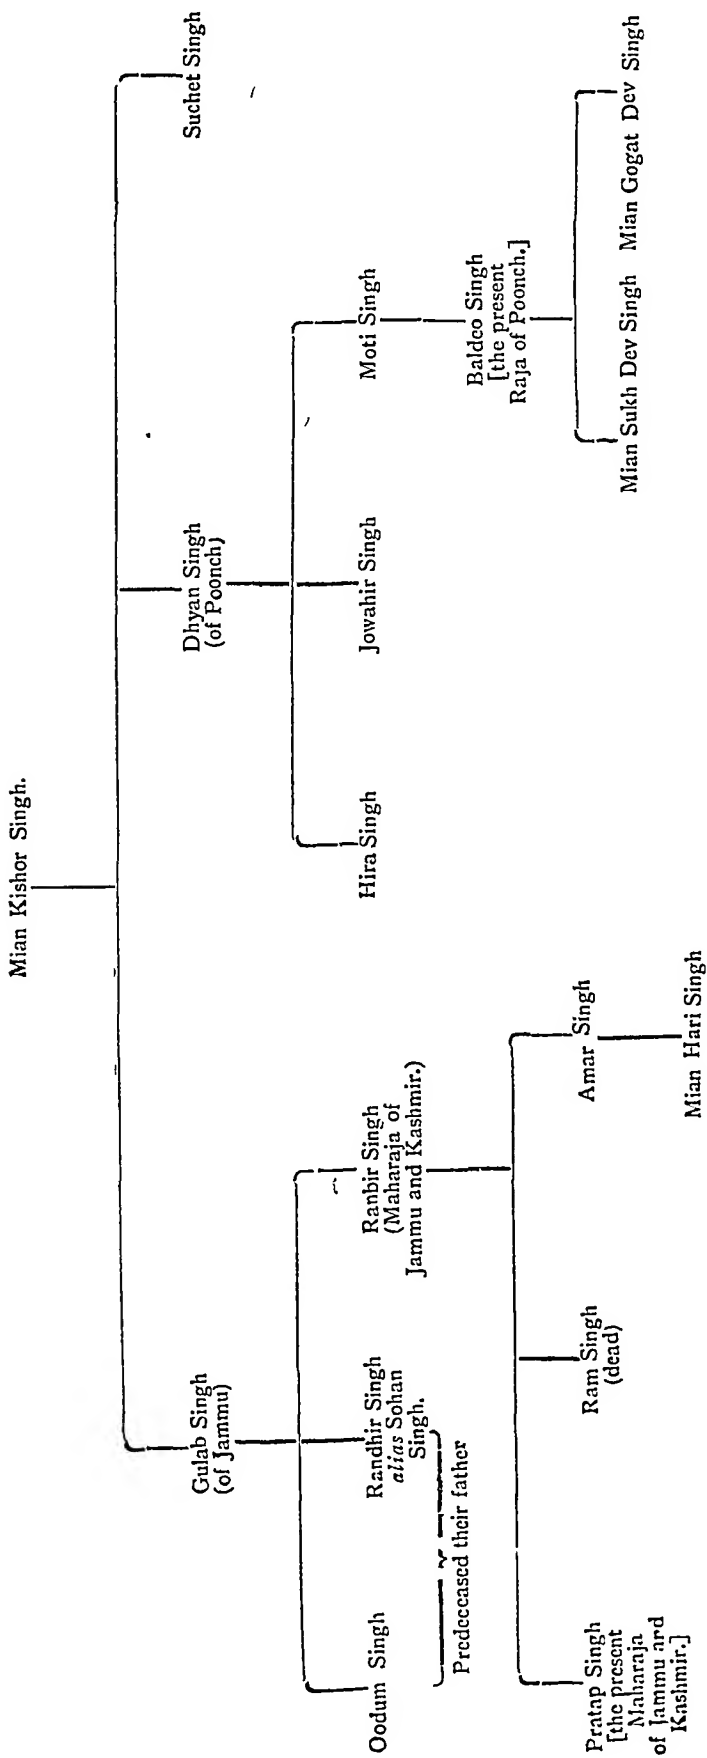 Mian Kishor Singh.
Gulab Singh
(of Jammu)
Dhyan Singh
(of Poonch)
Suchet Singh
Oodum Singh
Randhir Singh
alias Sohan
Singh.
Predeceased their father
Ranbir Singh
(Maharaja of
Jammu and Kashmir.)
Hira Singh
Jowahir Singh
Moti Singh
Pratap Singh
[the present
Maharaja
of Jammu and
Kashmir.]
Ram Singh
(dead)
Amar Singh
Mian Hari Singh
Baldeo Singh
[the present
Raja of Poonch.]
Mian Sukh Dev Singh
Mian Gogat Dev Singh